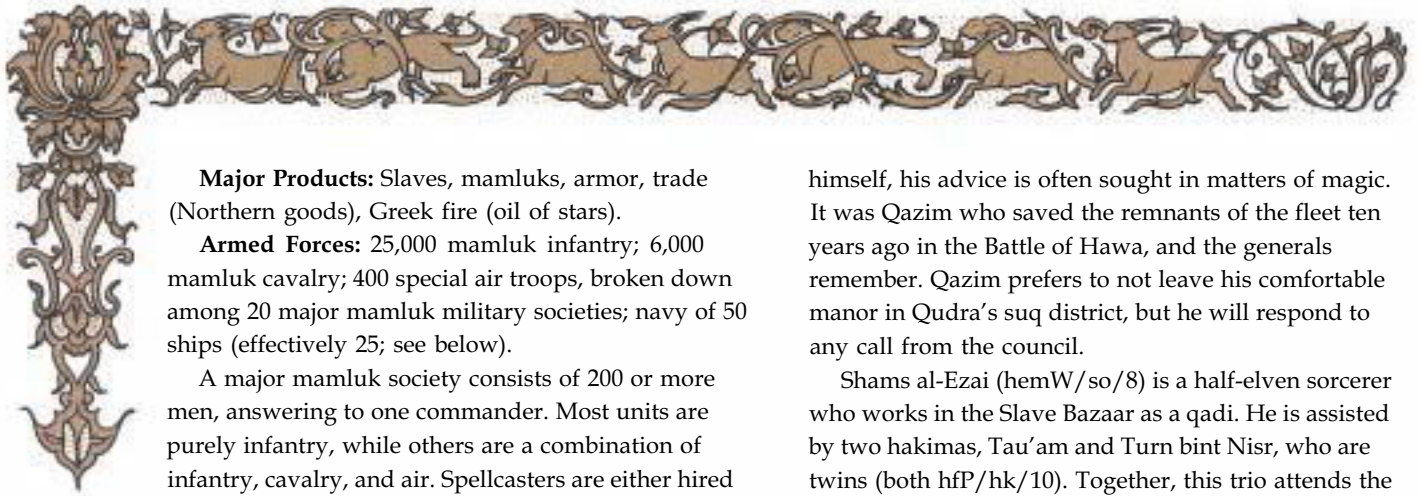 Major Products: Slaves, mamluks, armor, trade
(Northern goods), Greek fire (oil of stars).
Armed Forces: 25,000 mamluk infantry; 6,000
mamluk cavalry; 400 special air troops, broken down
among 20 major mamluk military societies; navy of 50
ships (effectively 25; see below).
A major mamluk society consists of 200 or more
men, answering to one commander. Most units are
purely infantry, while others are a combination of
infantry, cavalry, and air. Spellcasters are either hired
himself, his advice is often sought in matters of magic.
It was Qazim who saved the remnants of the fleet ten
years ago in the Battle of Hawa, and the generals
remember. Qazim prefers to not leave his comfortable
manor in Qudra's suq district, but he will respond to
any call from the council.
Shams al-Ezai (hemW/so/8) is a half-elven sorcerer
who works in the Slave Bazaar as a qadi. He is assisted
by two hakimas, Tau'am and Turn bint Nisr, who are
twins (both hfP/hk/10). Together, this trio attends the